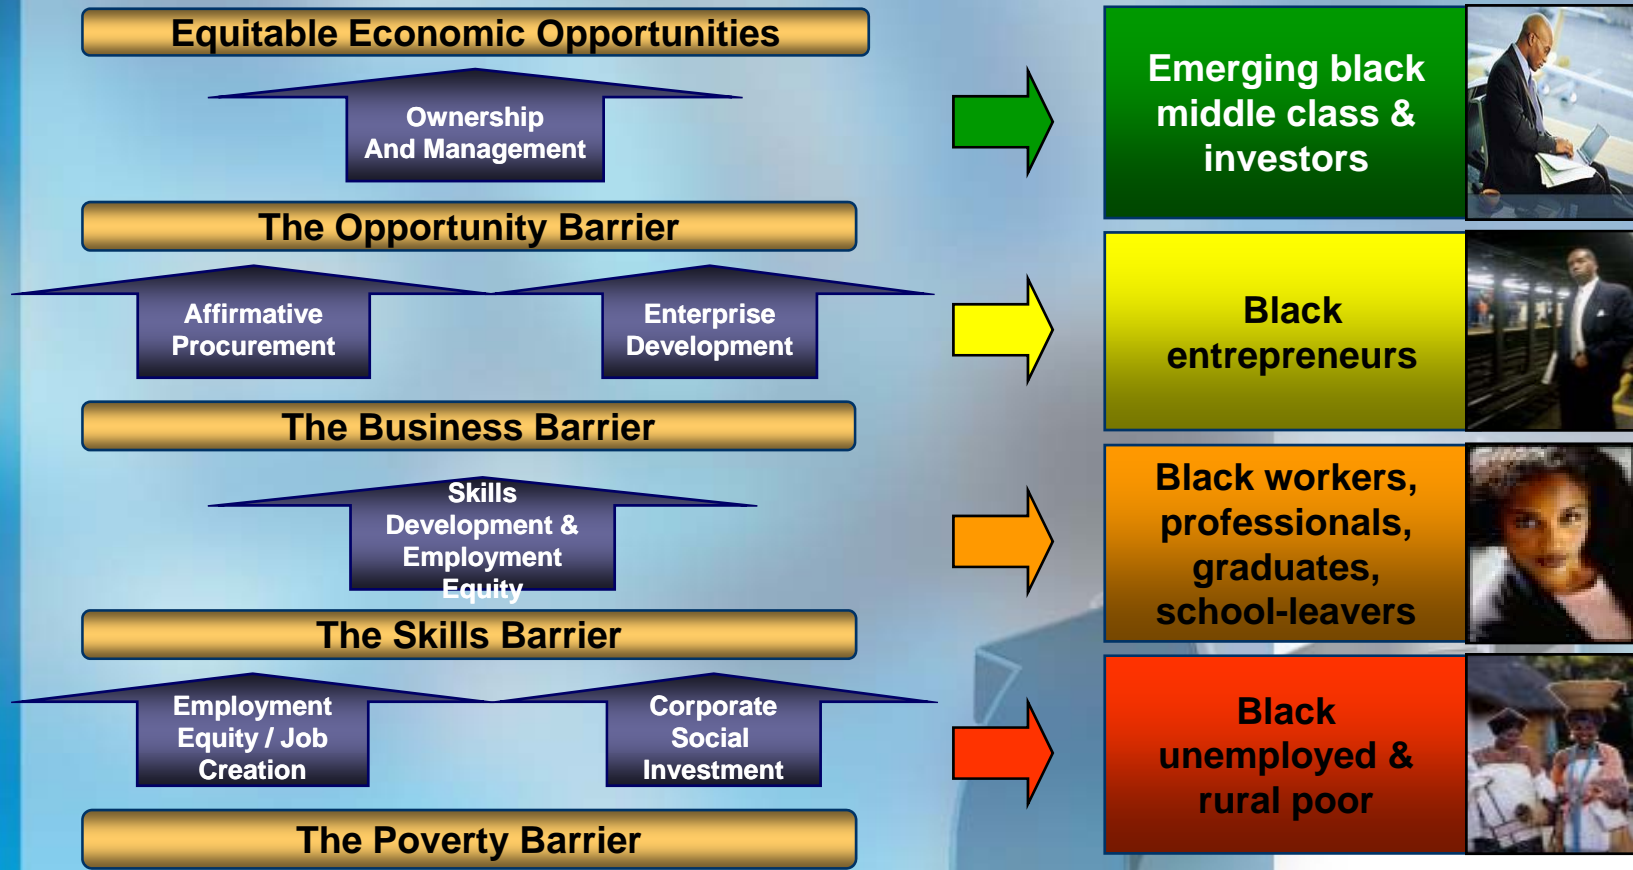 Equitable Economic Opportunities
Ownership
And Management
Emerging black
middle class &
investors
The Opportunity Barrier
Affirmative
Procurement
Enterprise
Development
Black
entrepreneurs
The Business Barrier
Skills
Development &
Employment
Equity
Black workers,
professionals,
graduates,
school-leavers
The Skills Barrier
Employment
Equity / Job
Creation
Corporate
Social
Investment
Black
unemployed &
rural poor
The Poverty Barrier